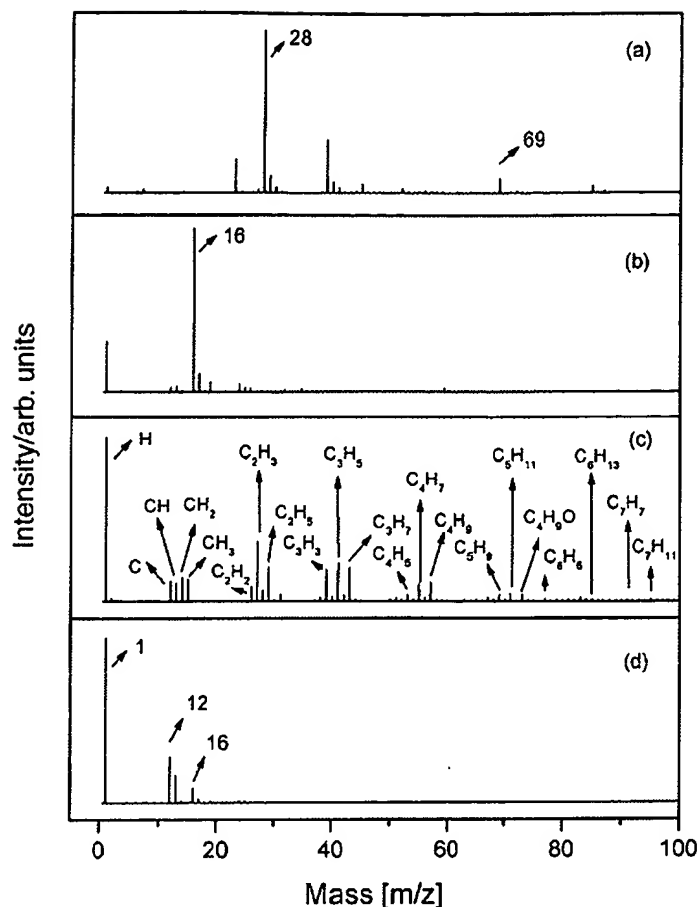 28
(a)
69
16
(b)
H
(c)
C₂H₃
C₃H₅
C₅H₁₁
C₆H₁₃
CH
CH₂
C₂H₅
C₄H₇
C₄H₉
C₄H₉O
C₇H₇
C
CH₃
C₂H₂
C₃H₃
C₃H₇
C₄H₅
C₅H₉
C₆H₆
C₇H₁₁
1
(d)
12
16
0 20 40 60 80 100
Mass [m/z]
Intensity/arb. units